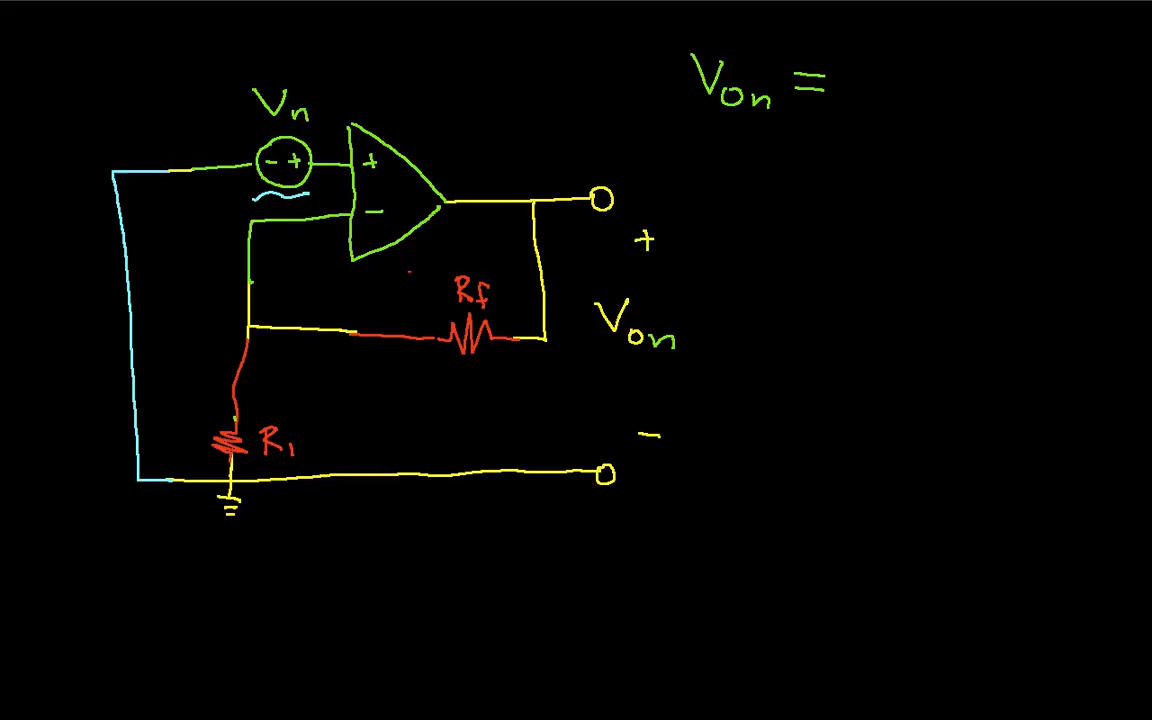 Von =
Vn
- +
+
-
+
Rf
Von
R1
-